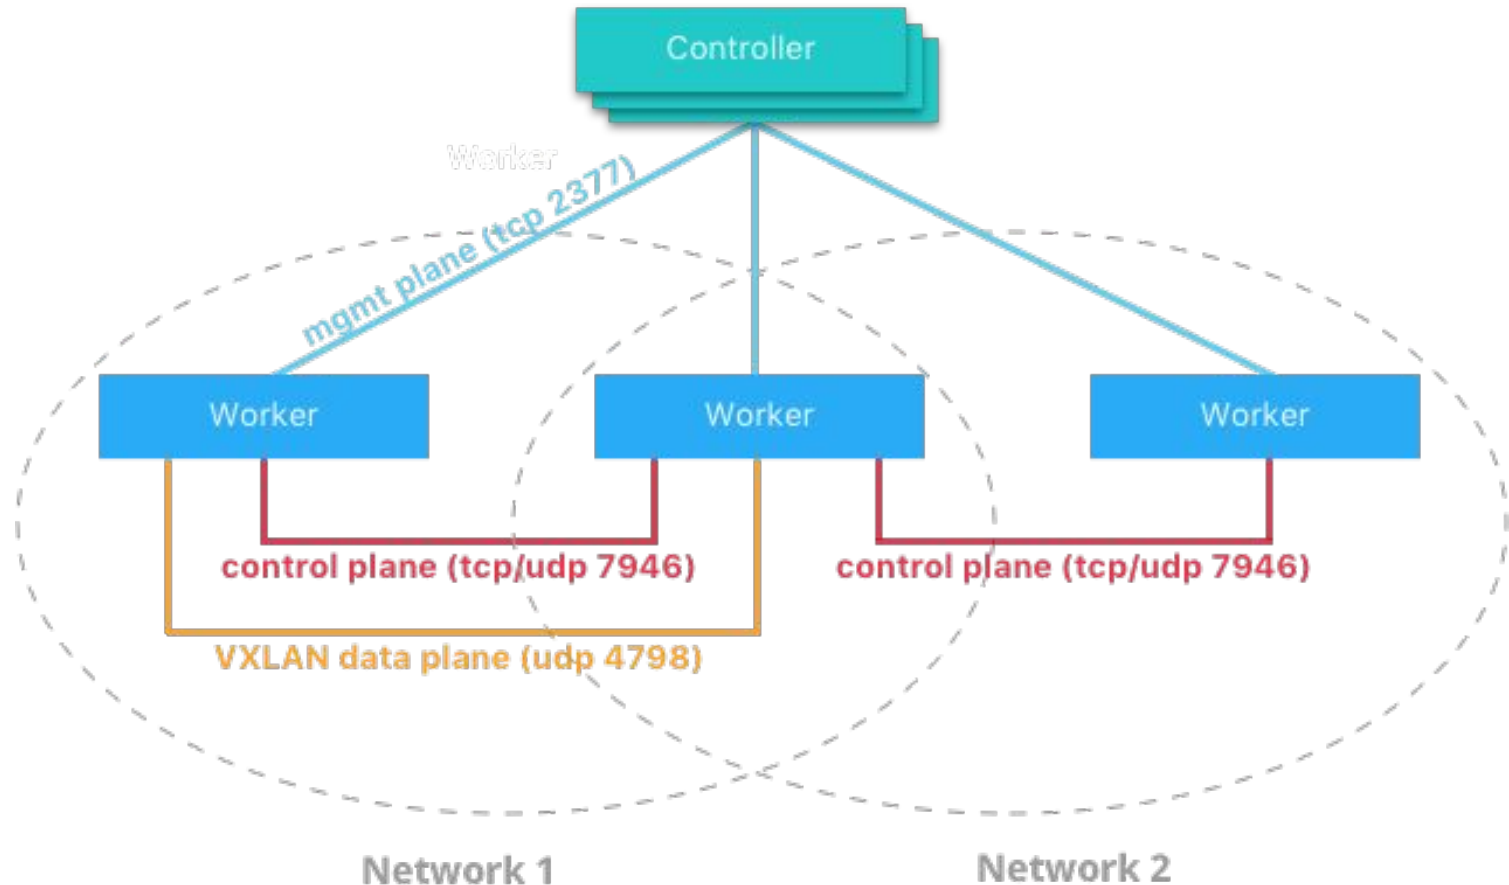 Controller
Worker
mgmt plane (tcp 2377)
Worker
Worker
Worker
control plane (tcp/udp 7946)
control plane (tcp/udp 7946)
VXLAN data plane (udp 4798)
Network 1
Network 2